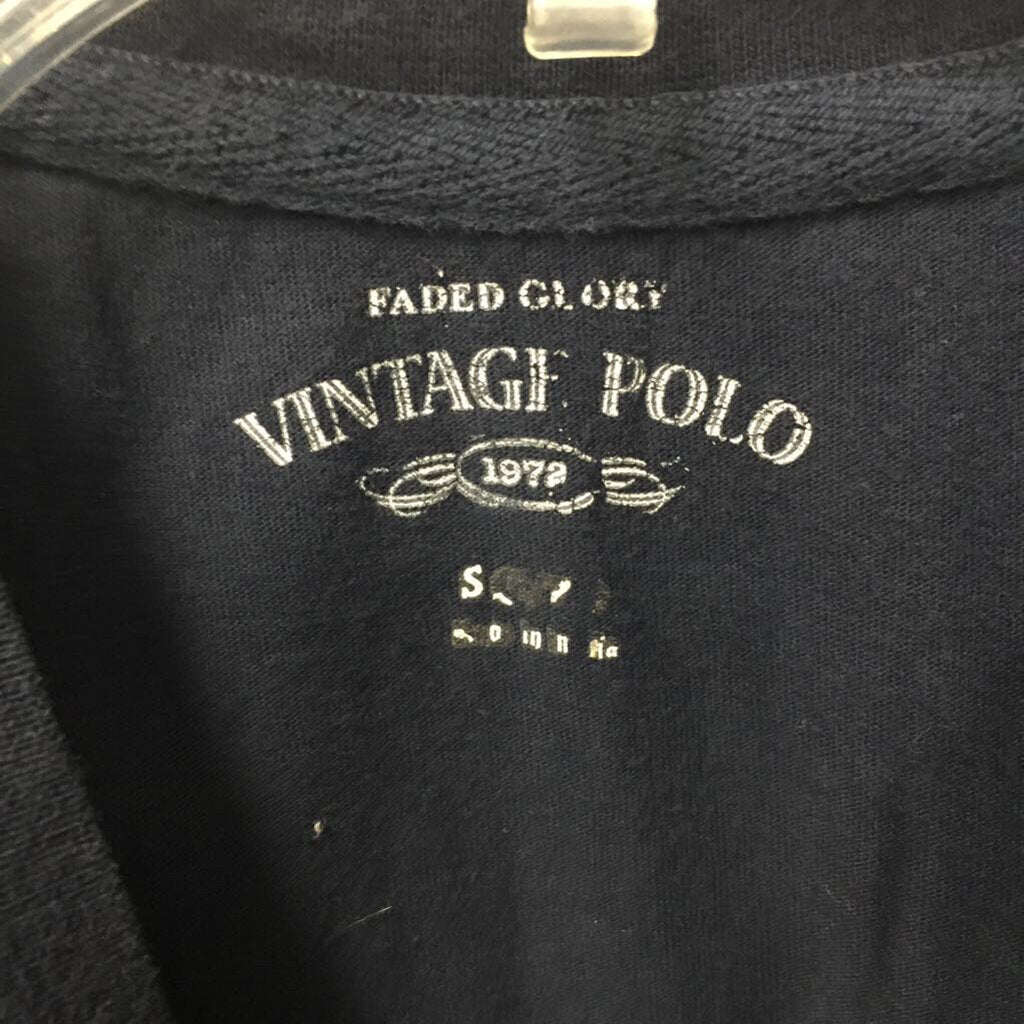 FADED GLORY
VINTAGE POLO
1972